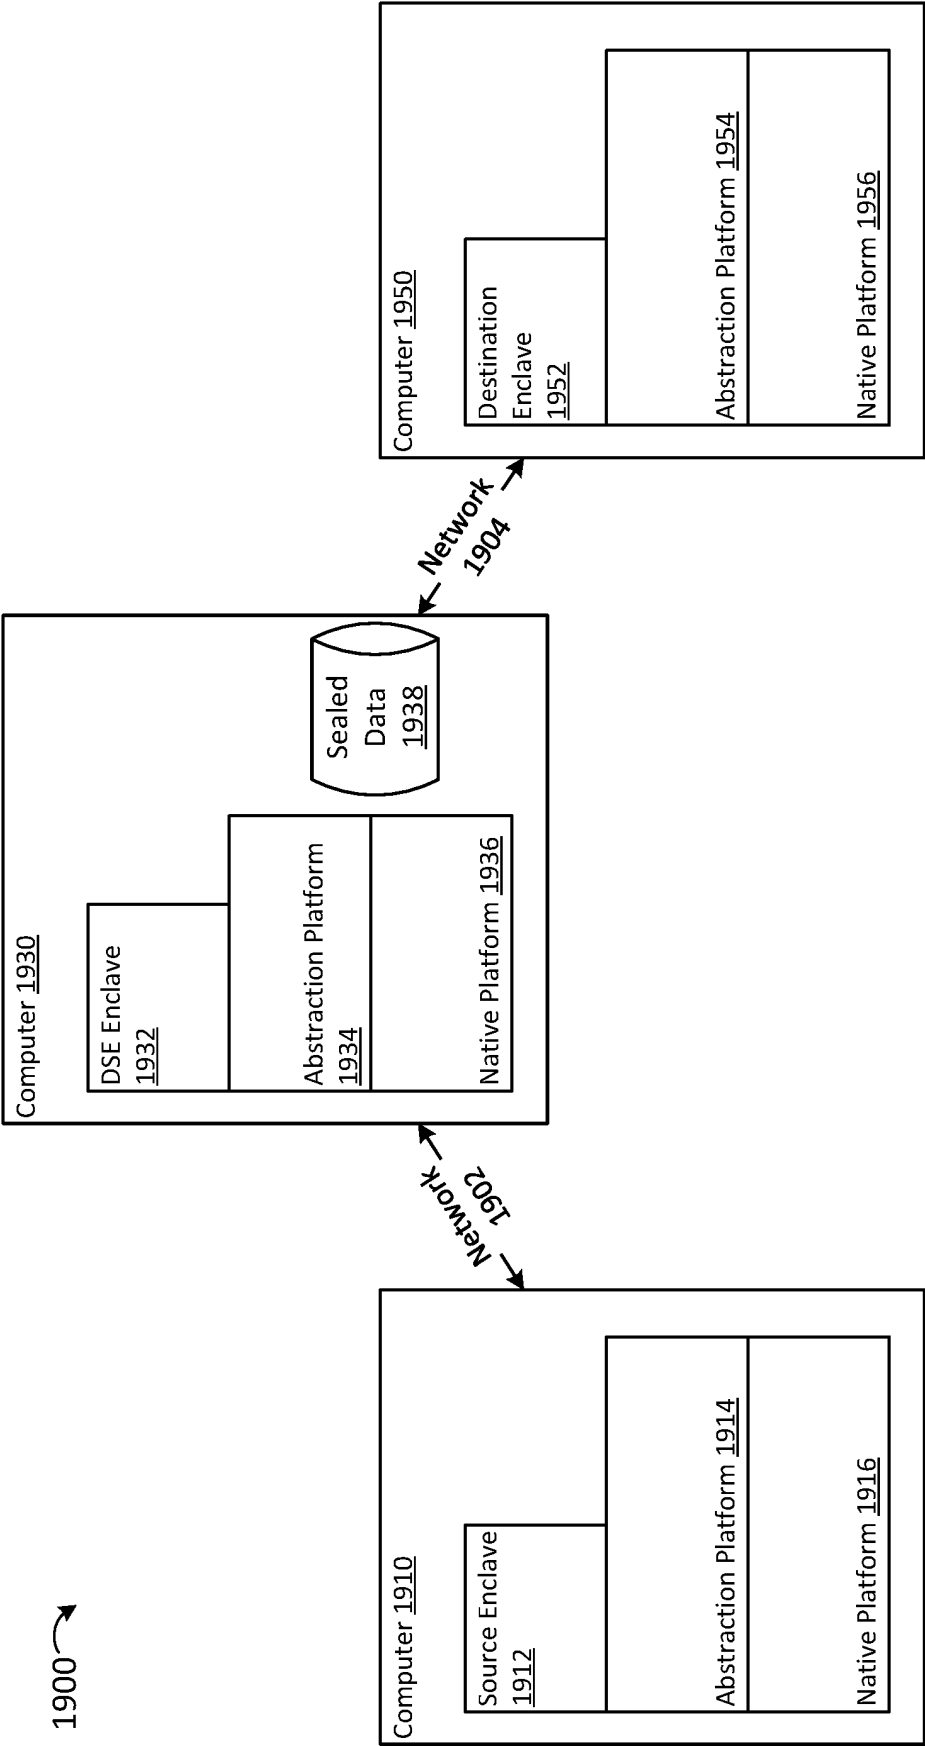 1900
Computer 1910
Source Enclave
1912
Abstraction Platform 1914
Native Platform 1916
Network
1902
Computer 1930
DSE Enclave
1932
Abstraction Platform
1934
Native Platform 1936
Sealed
Data
1938
Network
1904
Computer 1950
Destination
Enclave
1952
Abstraction Platform 1954
Native Platform 1956